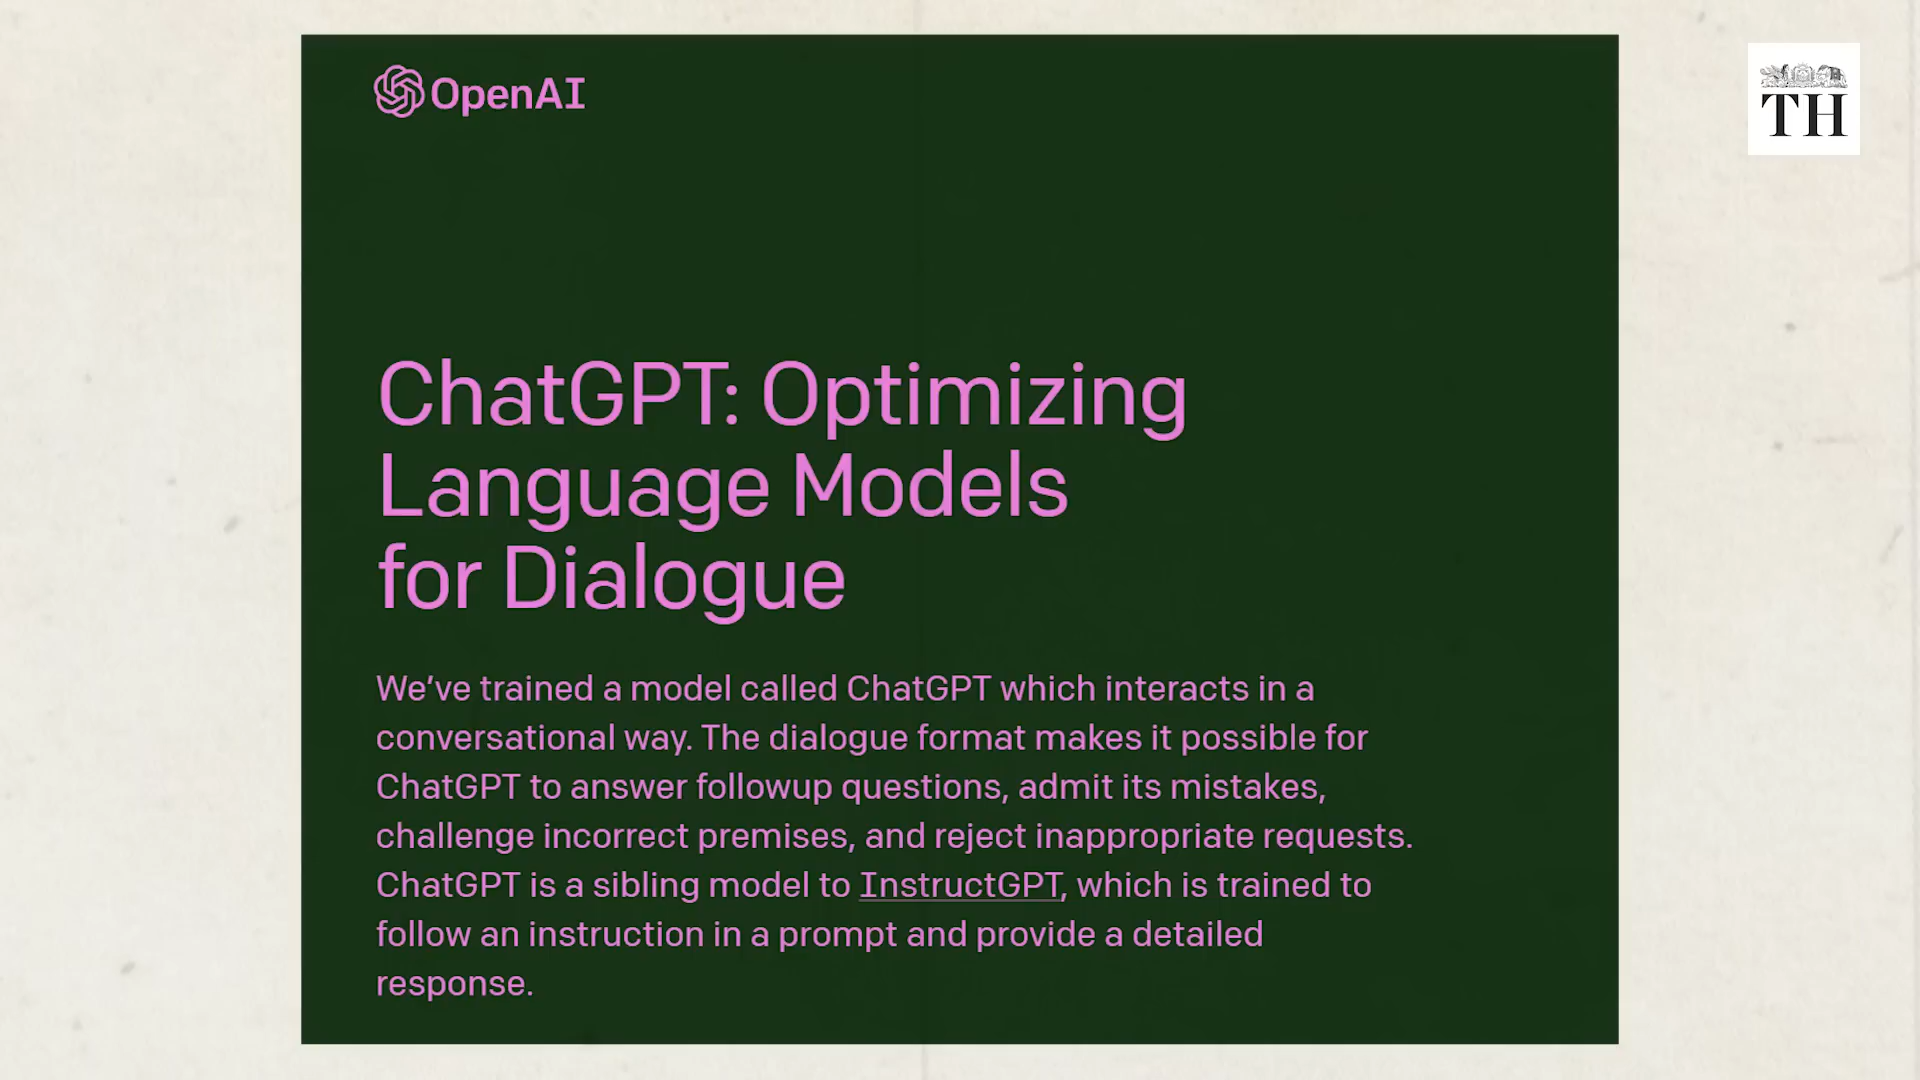 OpenAI
TH
ChatGPT: Optimizing
Language Models
for Dialogue
We’ve trained a model called ChatGPT which interacts in a
conversational way. The dialogue format makes it possible for
ChatGPT to answer followup questions, admit its mistakes,
challenge incorrect premises, and reject inappropriate requests.
ChatGPT is a sibling model to InstructGPT, which is trained to
follow an instruction in a prompt and provide a detailed
response.